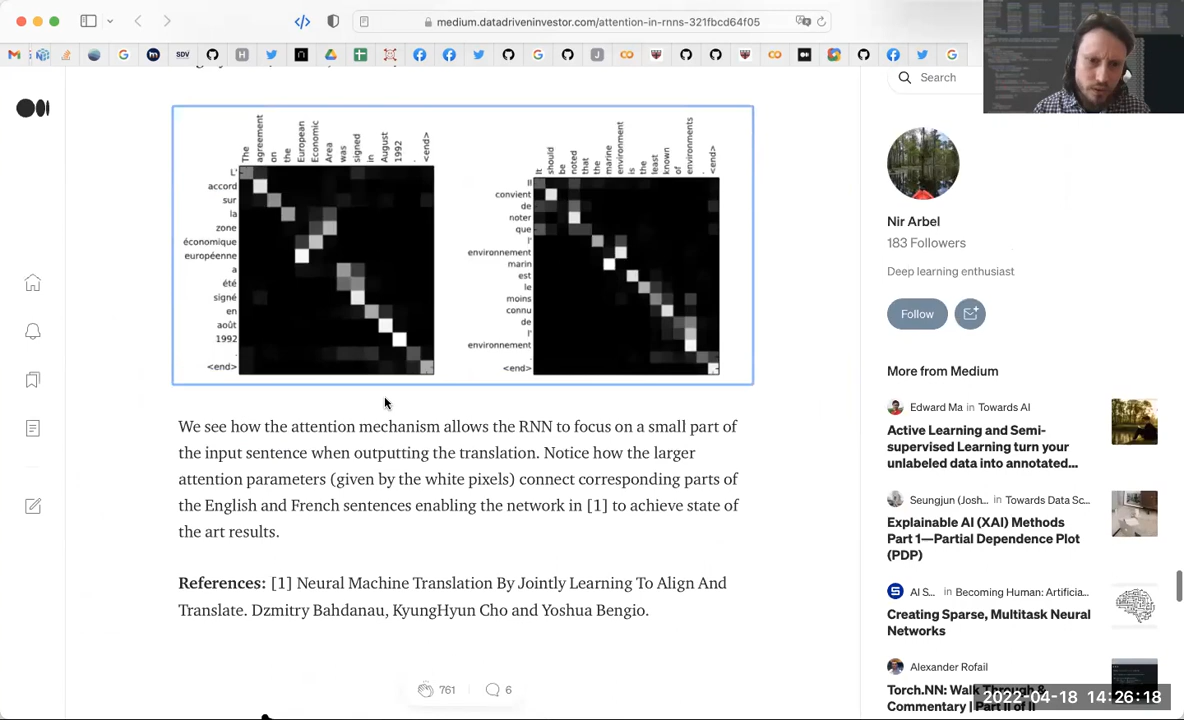 medium.datadriveninvestor.com/attention-in-rnns-321fbcd64f05
SDV
Search
The
agreement
on
the
European
Economic
Area
was
signed
in
August
1992
.
<end>
L'
accord
sur
la
zone
économique
européenne
a
été
signé
en
août
1992
.
<end>
It
should
be
noted
that
the
marine
environment
is
the
least
known
of
environments
.
<end>
Il
convient
de
noter
que
l'
environnement
marin
est
le
moins
connu
de
l'
environnement
.
<end>
We see how the attention mechanism allows the RNN to focus on a small part of
the input sentence when outputting the translation. Notice how the larger
attention parameters (given by the white pixels) connect corresponding parts of
the English and French sentences enabling the network in [1] to achieve state of
the art results.
References: [1] Neural Machine Translation By Jointly Learning To Align And
Translate. Dzmitry Bahdanau, KyungHyun Cho and Yoshua Bengio.
761
6
Nir Arbel
183 Followers
Deep learning enthusiast
Follow
More from Medium
Edward Ma in Towards AI
Active Learning and Semi-
supervised Learning turn your
unlabeled data into annotated...
Seungjun (Josh... in Towards Data Sc...
Explainable AI (XAI) Methods
Part 1—Partial Dependence Plot
(PDP)
AI S... in Becoming Human: Artificia...
Creating Sparse, Multitask Neural
Networks
Alexander Rofail
Torch.NN: Walk Through &
Commentary | Part II of II
2022-04-18 14:26:18